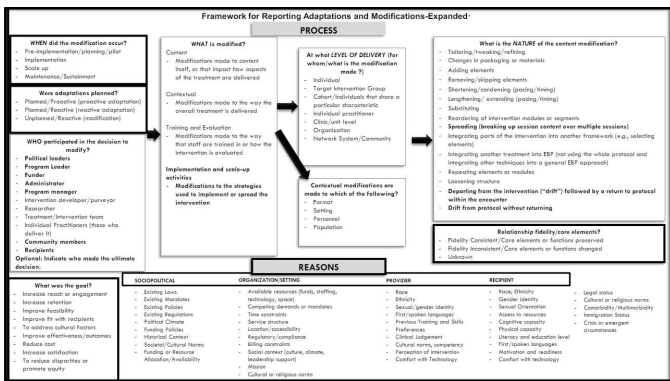 Framework for Reporting Adaptations and Modifications-Expanded
PROCESS
WHEN did the modification occur?
- Pre-implementation/planning/pilot
- Implementation
- Scale up
- Maintenance/Sustainment
Were adaptations planned?
- Planned/Proactive (proactive adaptation)
- Planned/Reactive (reactive adaptation)
- Unplanned/Reactive (modification)
WHO participated in the decision to
modify?
- Political leaders
- Program Leader
- Funder
- Administrator
- Program manager
- Intervention developer/purveyor
- Researcher
- Treatment/Intervention team
- Individual Practitioners (those who
deliver it)
- Community members
- Recipients
Optional: Indicate who made the ultimate
decision.
WHAT is modified?
Content
- Modifications made to content
itself, or that impact how aspects
of the treatment are delivered
Contextual
- Modifications made to the way the
overall treatment is delivered
Training and Evaluation
- Modifications made to the way
that staff are trained in or how the
intervention is evaluated
Implementation and scale-up
activities
- Modifications to the strategies
used to implement or spread the
intervention
At what LEVEL OF DELIVERY (for
whom/what is the modification
made ?)
- Individual
- Target Intervention Group
- Cohort/individuals that share a
particular characteristic
- Individual practitioner
- Clinic/unit level
- Organization
- Network System/Community
Contextual modifications are
made to which of the following?
- Format
- Setting
- Personnel
- Population
What is the NATURE of the content modification?
- Tailoring/tweaking/refining
- Changes in packaging or materials
- Adding elements
- Removing/skipping elements
- Shortening/condensing (pacing/timing)
- Lengthening/ extending (pacing/timing)
- Substituting
- Reordering of intervention modules or segments
- Spreading (breaking up session content over multiple sessions)
- Integrating parts of the intervention into another framework (e.g., selecting
elements)
- Integrating another treatment into EBP (not using the whole protocol and
integrating other techniques into a general EBP approach)
- Repeating elements or modules
- Loosening structure
- Departing from the intervention (“drift”) followed by a return to protocol
within the encounter
- Drift from protocol without returning
Relationship fidelity/core elements?
- Fidelity Consistent/Core elements or functions preserved
- Fidelity Inconsistent/Core elements or functions changed
- Unknown
REASONS
What was the goal?
- Increase reach or engagement
- Increase retention
- Improve feasibility
- Improve fit with recipients
- To address cultural factors
- Improve effectiveness/outcomes
- Reduce cost
- Increase satisfaction
- To reduce disparities or
promote equity
SOCIOPOLITICAL
- Existing Laws
- Existing Mandates
- Existing Policies
- Existing Regulations
- Political Climate
- Funding Policies
- Historical Context
- Societal/Cultural Norms
- Funding or Resource
Allocation/Availability
ORGANIZATION/SETTING
- Available resources (funds, staffing,
technology, space)
- Competing demands or mandates
- Time constraints
- Service structure
- Location/accessibility
- Regulatory/compliance
- Billing constraints
- Social context (culture, climate,
leadership support)
- Mission
- Cultural or religious norms
PROVIDER
- Race
- Ethnicity
- Sexual/gender identity
- First/spoken languages
- Previous Training and Skills
- Preferences
- Clinical Judgement
- Cultural norms, competency
- Perception of intervention
- Comfort with Technology
RECIPIENT
- Race; Ethnicity
- Gender identity
- Sexual Orientation
- Access to resources
- Cognitive capacity
- Physical capacity
- Literacy and education level
- First/spoken languages
- Motivation and readiness
- Comfort with technology
- Legal status
- Cultural or religious norms
- Comorbidity/Multimorbidity
- Immigration Status
- Crisis or emergent
circumstances